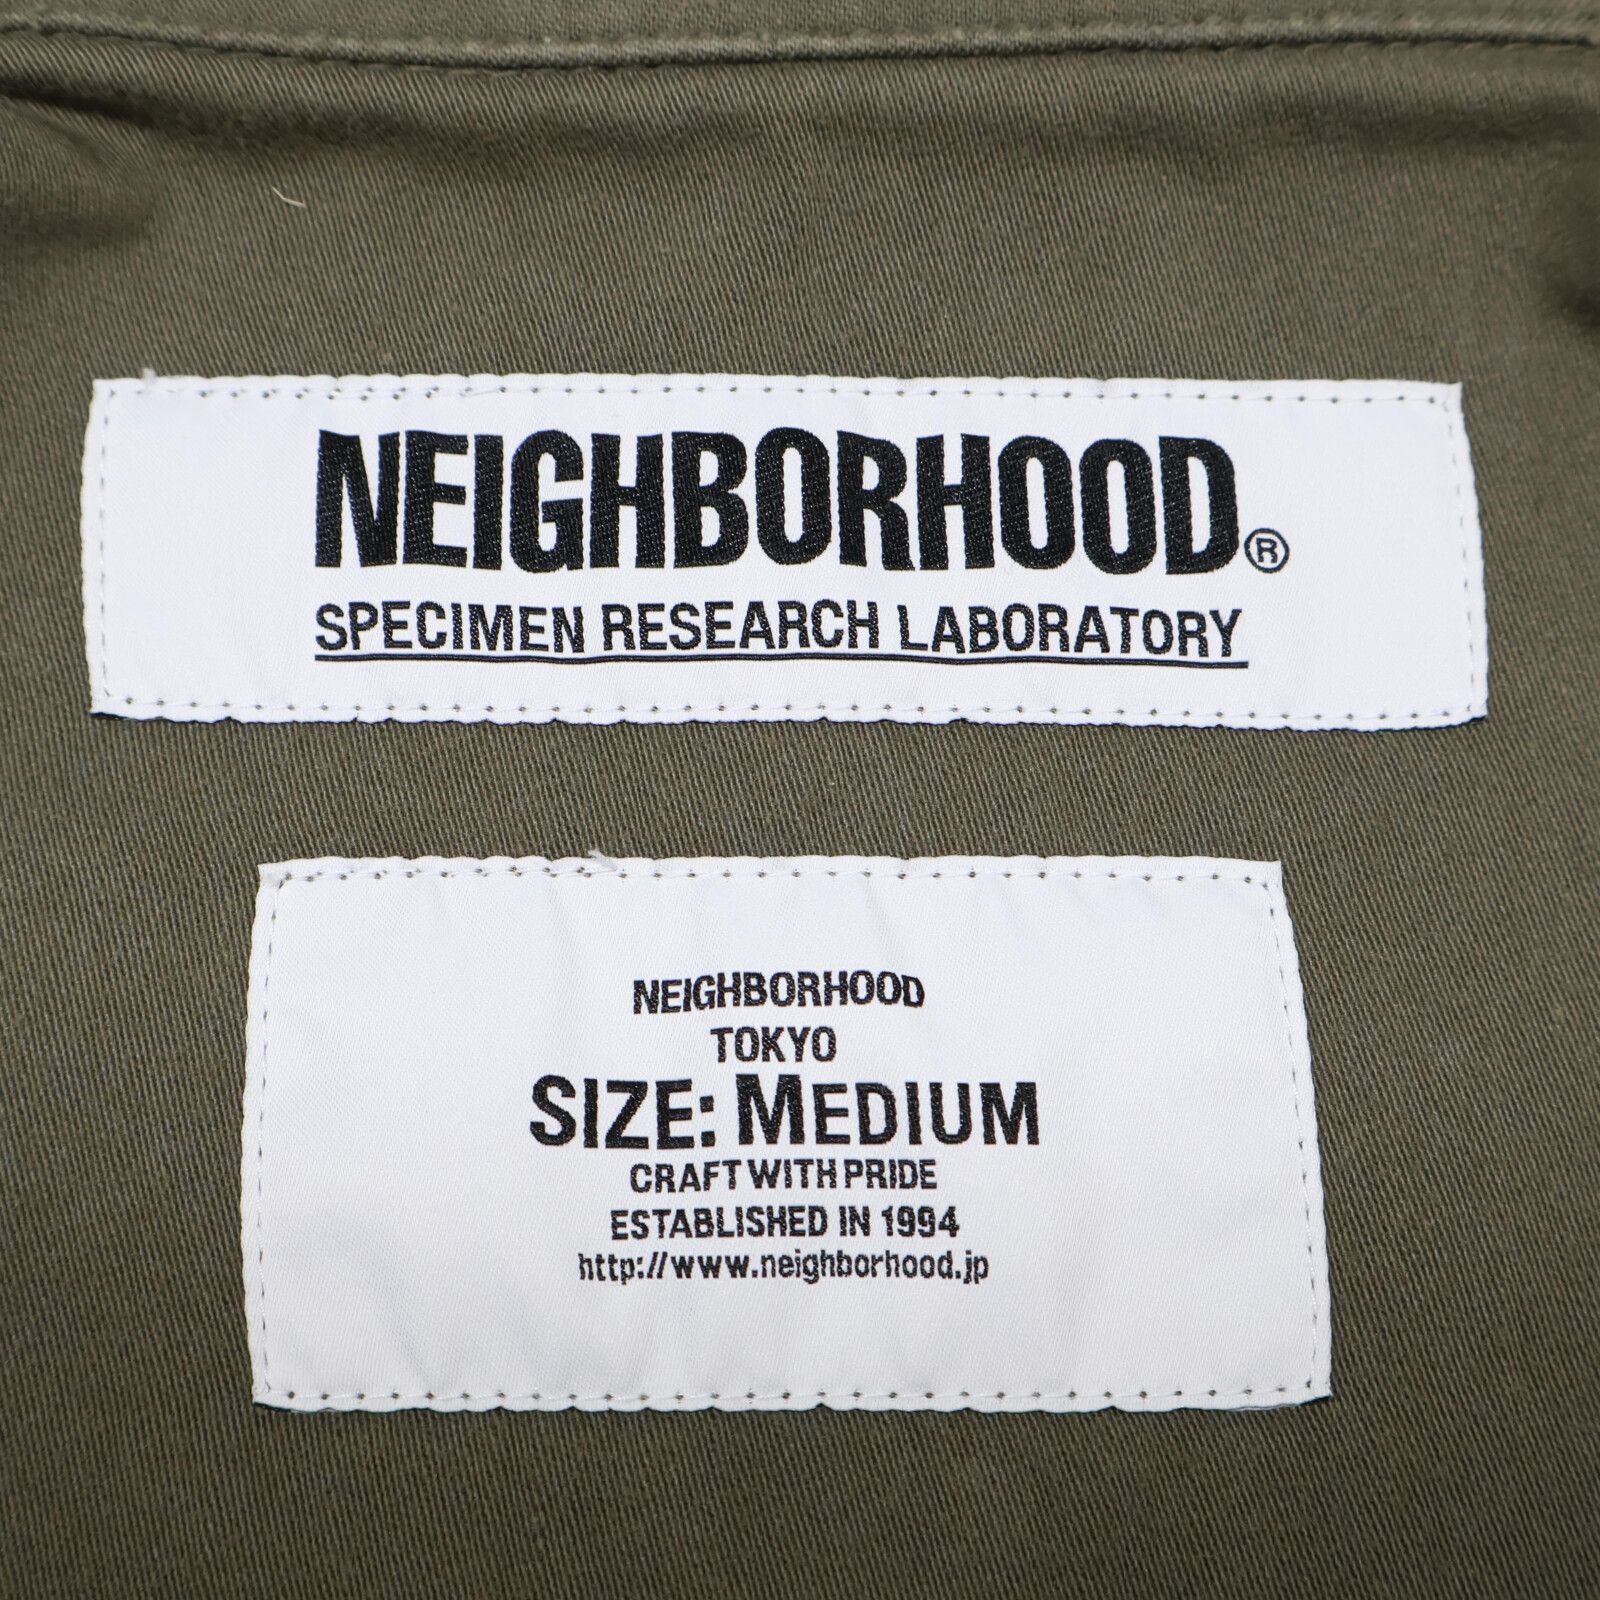 NEIGHBORHOOD®
SPECIMEN RESEARCH LABORATORY
NEIGHBORHOOD
TOKYO
SIZE: MEDIUM
CRAFT WITH PRIDE
ESTABLISHED IN 1994
http://www.neighborhood.jp